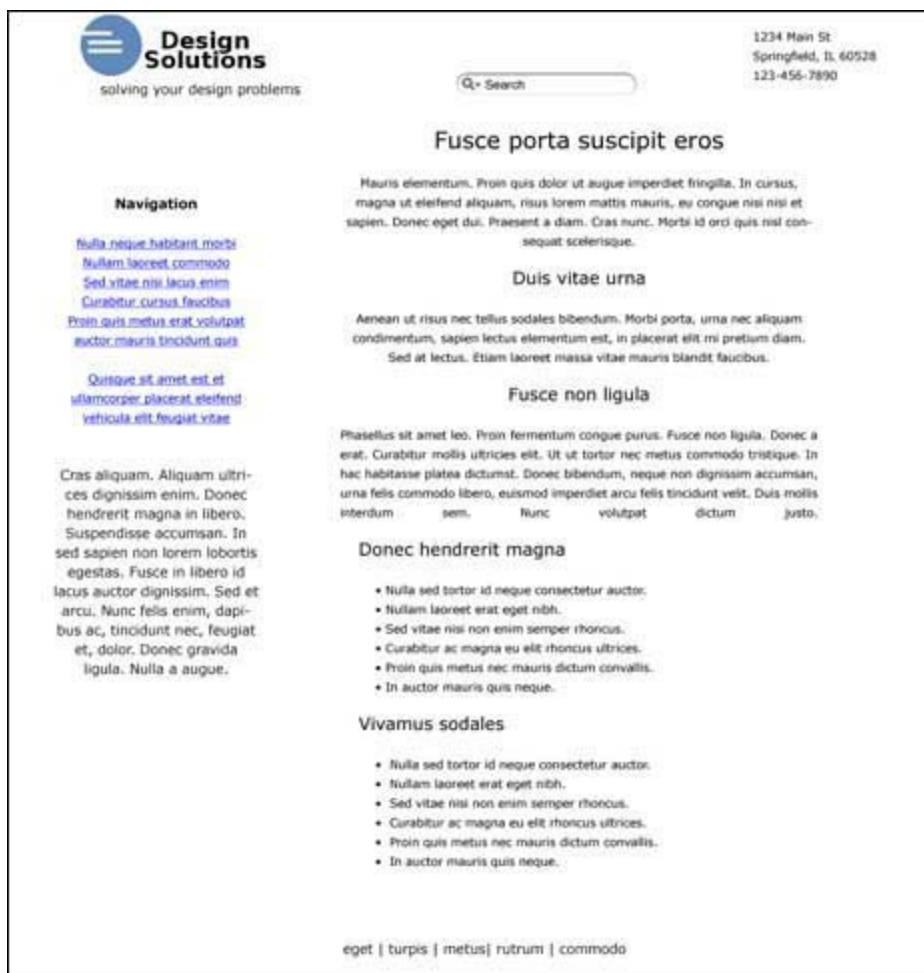 Design
Solutions
solving your design problems
Search
1234 Main St
Springfield, IL 60528
123-456-7890
Navigation
Nulla neque habitant morbi
Nullam laoreet commodo
Sed vitae nisi lacus enim
Curabitur cursus faucibus
Proin quis metus erat volutpat
auctor mauris tincidunt quis
Quisque sit amet est et
ullamcorper placerat eleifend
vehicula elit feugiat vitae
Cras aliquam. Aliquam ultri-
ces dignissim enim. Donec
hendrerit magna in libero.
Suspendisse accumsan. In
sed sapien non lorem lobortis
egestas. Fusce in libero id
lacus auctor dignissim. Sed et
arcu. Nunc felis enim, dapi-
bus ac, tincidunt nec, feugiat
et, dolor. Donec gravida
ligula. Nulla a augue.
Fusce porta suscipit eros
Mauris elementum. Proin quis dolor ut augue imperdiet fringilla. In cursus,
magna ut eleifend aliquam, risus lorem mattis mauris, eu congue nisi nisi et
sapien. Donec eget dui. Praesent a diam. Cras nunc. Morbi id orci quis nisl con-
sequat scelerisque.
Duis vitae urna
Aenean ut risus nec tellus sodales bibendum. Morbi porta, urna nec aliquam
condimentum, sapien lectus elementum est, in placerat elit mi pretium diam.
Sed at lectus. Etiam laoreet massa vitae mauris blandit faucibus.
Fusce non ligula
Phasellus sit amet leo. Proin fermentum congue purus. Fusce non ligula. Donec a
erat. Curabitur mollis ultricies elit. Ut ut tortor nec metus commodo tristique. In
hac habitasse platea dictumst. Donec bibendum, neque non dignissim accumsan,
urna felis commodo libero, euismod imperdiet arcu felis tincidunt velit. Duis mollis
interdum sem. Nunc volutpat dictum justo.
Donec hendrerit magna
• Nulla sed tortor id neque consectetur auctor.
• Nullam laoreet erat eget nibh.
• Sed vitae nisi non enim semper rhoncus.
• Curabitur ac magna eu elit rhoncus ultrices.
• Proin quis metus nec mauris dictum convallis.
• In auctor mauris quis neque.
Vivamus sodales
• Nulla sed tortor id neque consectetur auctor.
• Nullam laoreet erat eget nibh.
• Sed vitae nisi non enim semper rhoncus.
• Curabitur ac magna eu elit rhoncus ultrices.
• Proin quis metus nec mauris dictum convallis.
• In auctor mauris quis neque.
eget | turpis | metus| rutrum | commodo